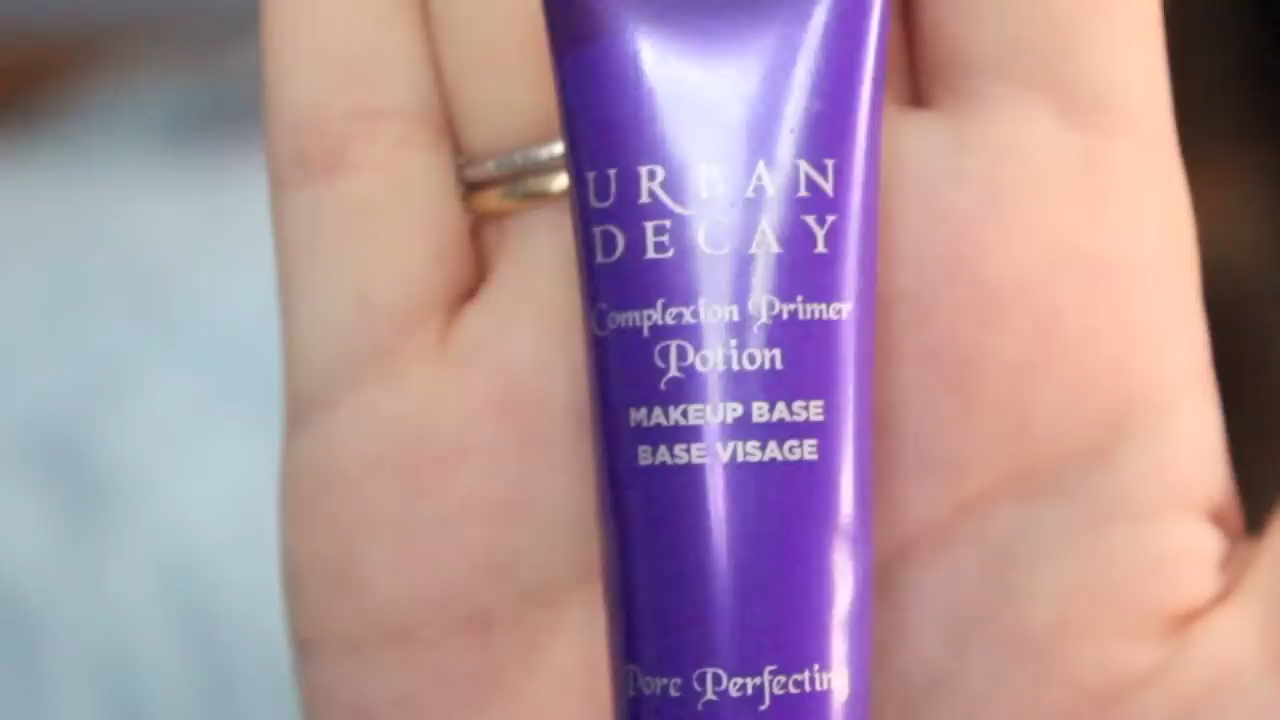 URBAN
DECAY
Complexion Primer
Potion
MAKEUP BASE
BASE VISAGE
Pore Perfecting